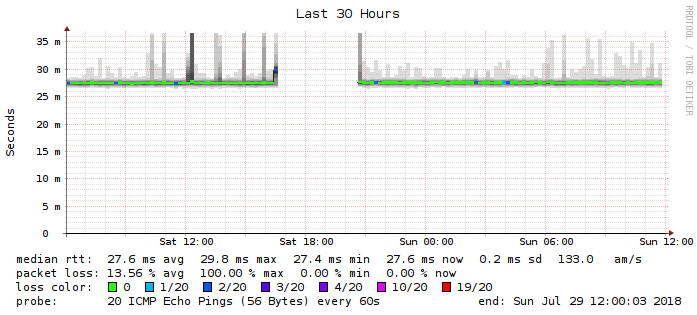 Last 30 Hours
RRDTOOL / TOBI OETIKER
Seconds
35 m
30 m
25 m
20 m
15 m
10 m
5 m
0
Sat 12:00 Sat 18:00 Sun 00:00 Sun 06:00 Sun 12:00
median rtt: 27.6 ms avg 29.8 ms max 27.4 ms min 27.6 ms now 0.2 ms sd 133.0 am/s
packet loss: 13.56 % avg 100.00 % max 0.00 % min 0.00 % now
loss color: 0 1/20 2/20 3/20 4/20 10/20 19/20
probe: 20 ICMP Echo Pings (56 Bytes) every 60s end: Sun Jul 29 12:00:03 2018